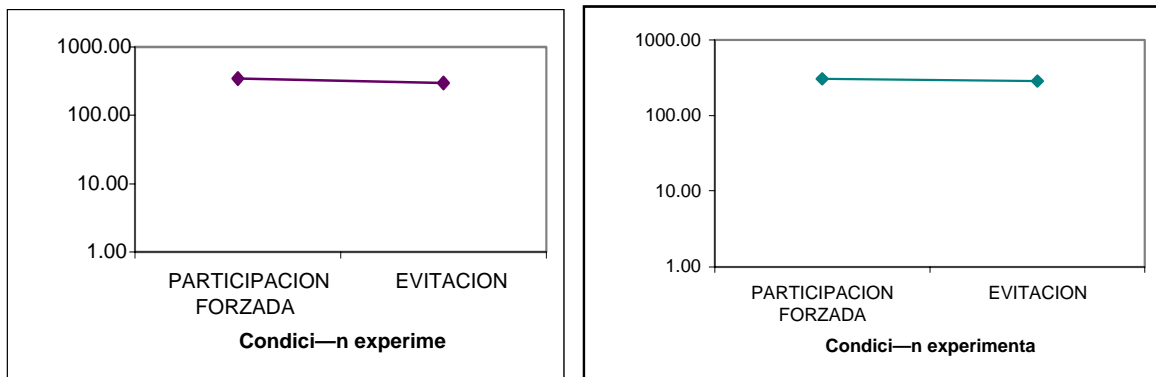 1000.00
100.00
10.00
1.00
PARTICIPACION
FORZADA
EVITACION
Condici—n experime
1000.00
100.00
10.00
1.00
PARTICIPACION
FORZADA
EVITACION
Condici—n experimenta